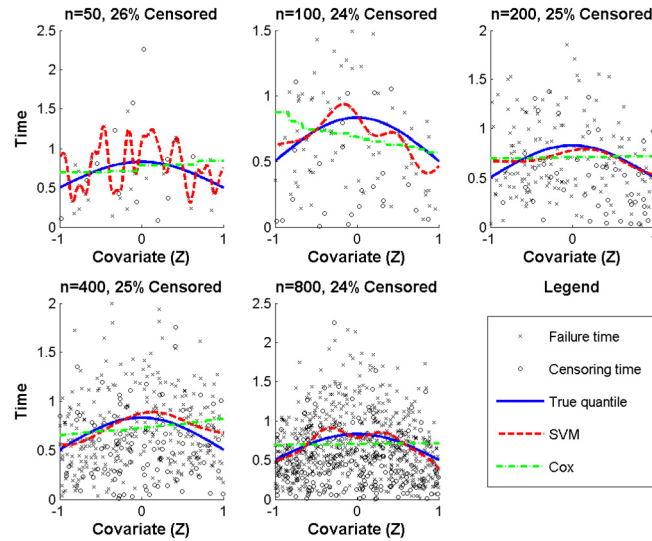 n=50, 26% Censored
n=100, 24% Censored
n=200, 25% Censored
2.5
2
1.5
1
0.5
0
Time
-1
0
1
Covariate (Z)
1.5
1
0.5
0
-1
0
1
Covariate (Z)
2
1.5
1
0.5
0
-1
0
1
Covariate (Z)
n=400, 25% Censored
n=800, 24% Censored
Legend
2
1.5
1
0.5
0
Time
-1
0
1
Covariate (Z)
2.5
2
1.5
1
0.5
0
-1
0
1
Covariate (Z)
Failure time
Censoring time
True quantile
SVM
Cox